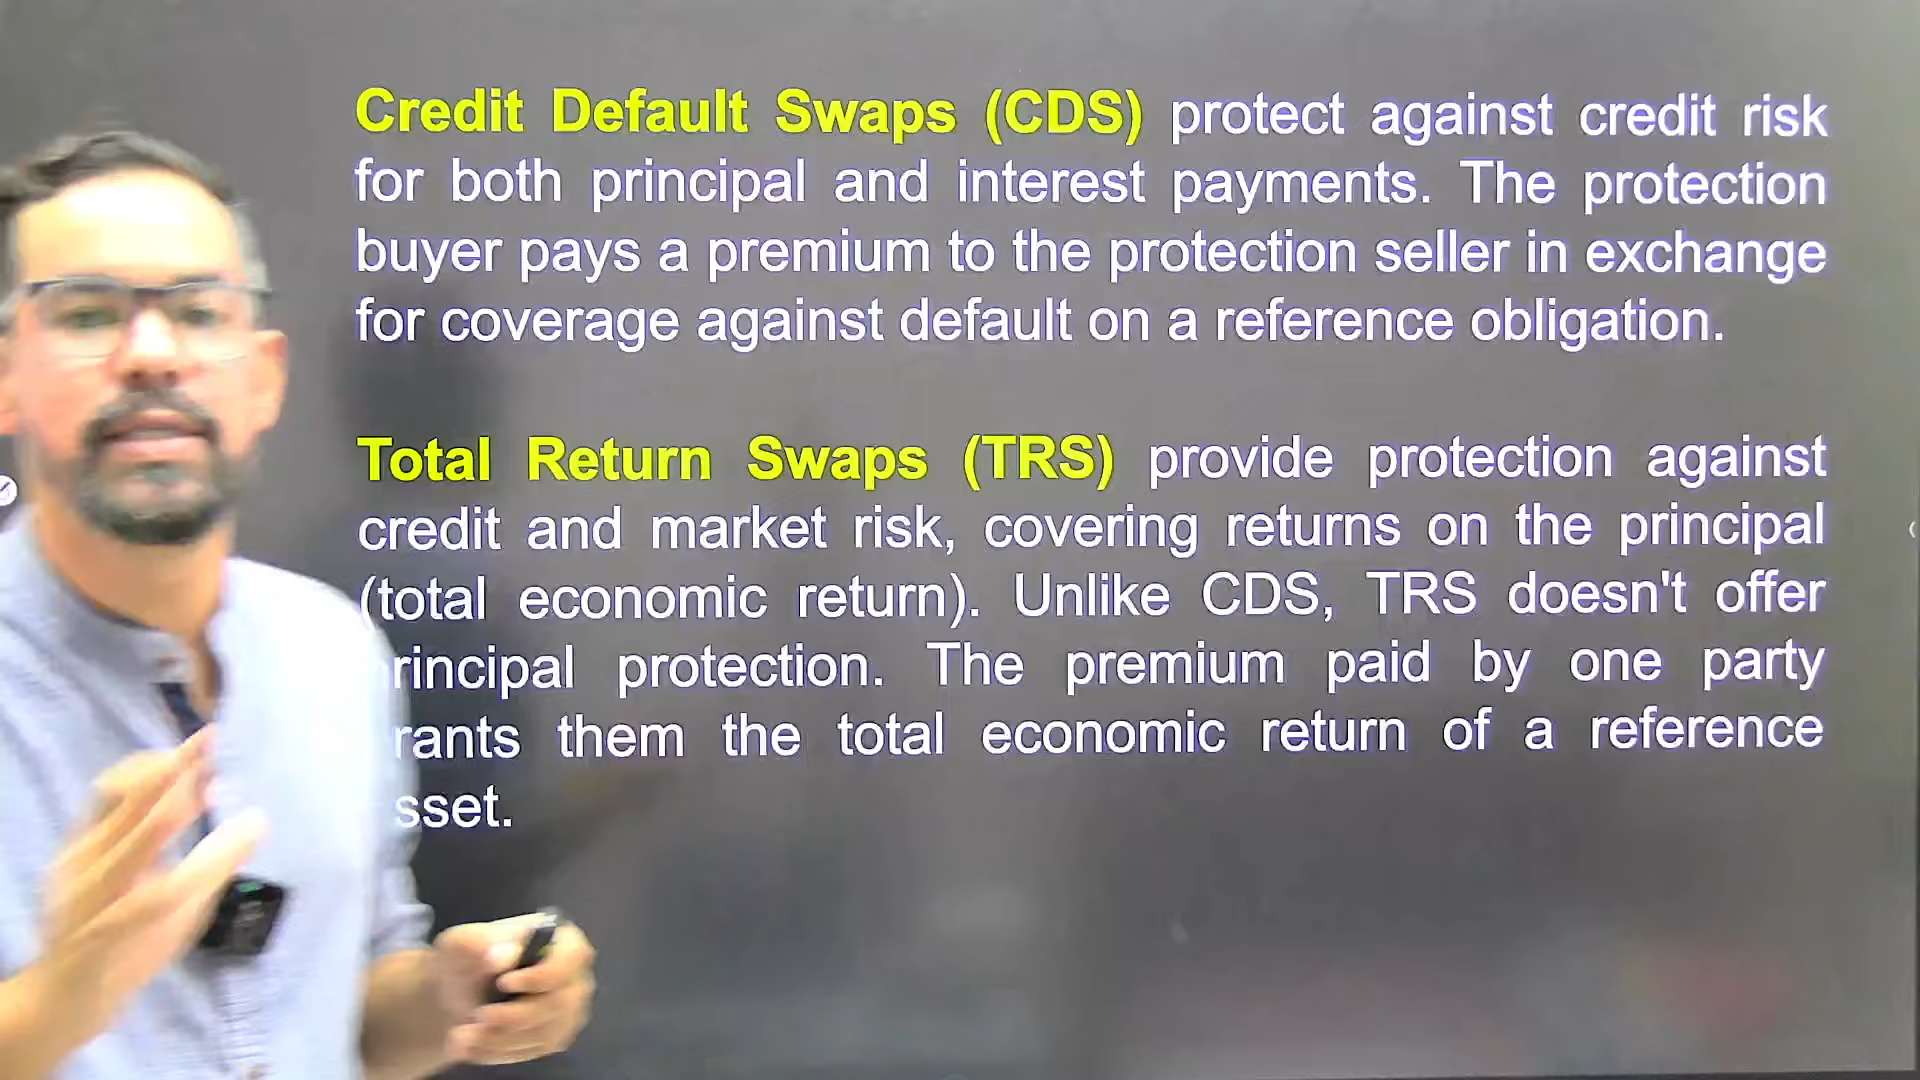 Credit Default Swaps (CDS) protect against credit risk
for both principal and interest payments. The protection
buyer pays a premium to the protection seller in exchange
for coverage against default on a reference obligation.
Total Return Swaps (TRS) provide protection against
credit and market risk, covering returns on the principal
(total economic return). Unlike CDS, TRS doesn't offer
rincipal protection. The premium paid by one party
rants them the total economic return of a reference
sset.